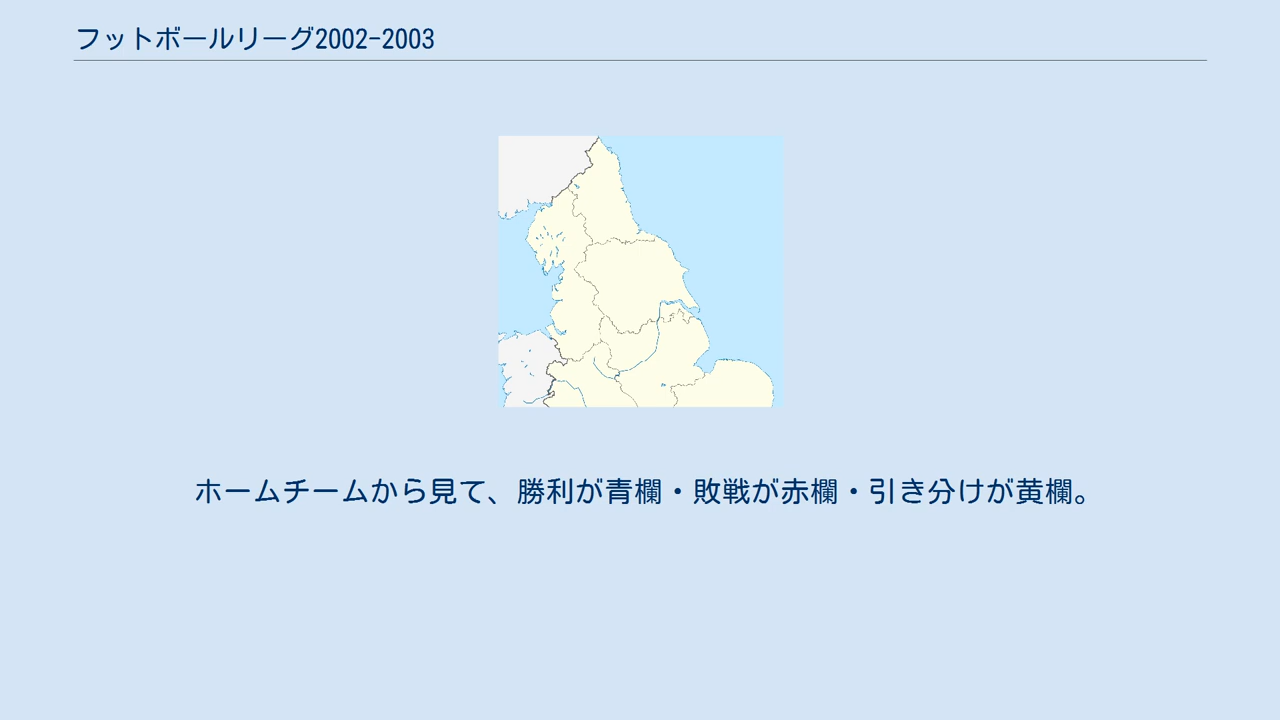 フットボールリーグ2002-2003
ホームチームから見て、勝利が青欄・敗戦が赤欄・引き分けが黄欄。